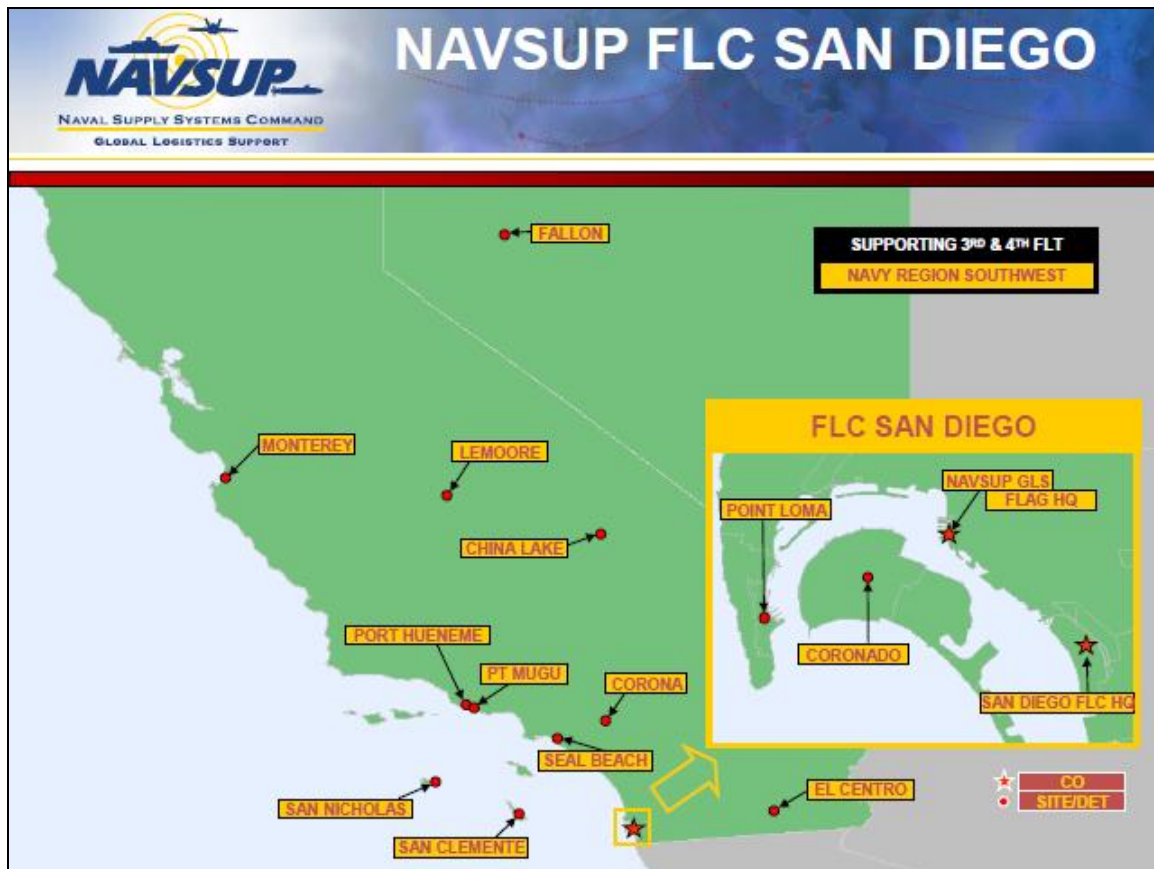 NAVSUP
NAVAL SUPPLY SYSTEMS COMMAND
GLOBAL LOGISTICS SUPPORT
NAVSUP FLC SAN DIEGO
FALLON
SUPPORTING 3RD & 4TH FLT
NAVY REGION SOUTHWEST
MONTEREY
LEMOORE
CHINA LAKE
PORT HUENEME
PT MUGU
CORONA
SEAL BEACH
SAN NICHOLAS
SAN CLEMENTE
EL CENTRO
FLC SAN DIEGO
NAVSUP GLS
FLAG HQ
POINT LOMA
CORONADO
SAN DIEGO FLC HQ
CO
SITE/DET